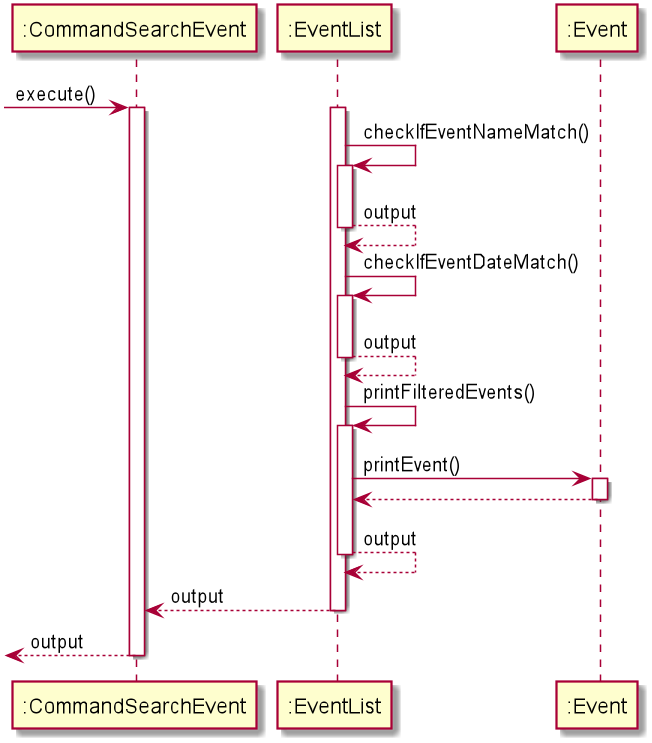 :CommandSearchEvent
:EventList
:Event
execute()
checkIfEventNameMatch()
output
checkIfEventDateMatch()
output
printFilteredEvents()
printEvent()
output
output
output
:CommandSearchEvent
:EventList
:Event